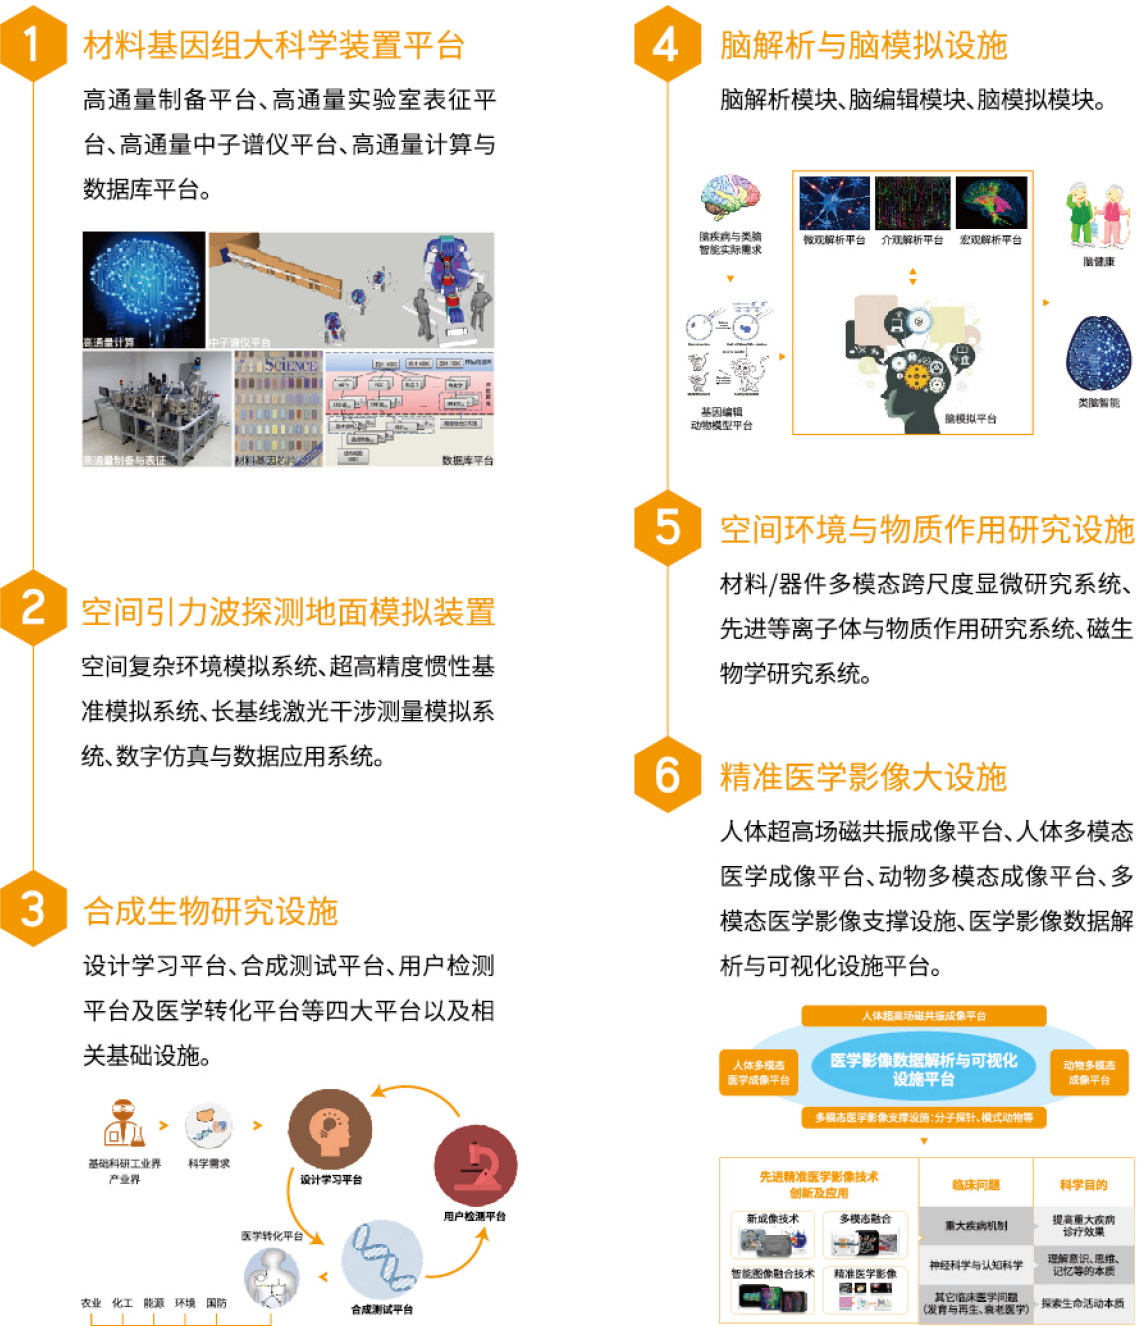 1
材料基因组大科学装置平台
高通量制备平台、高通量实验室表征平
台、高通量中子谱仪平台、高通量计算与
数据库平台。
高通量计算
中子谱仪平台
高通量制备与表征
SCIENCE
材料基因芯片
数据库平台
2
空间引力波探测地面模拟装置
空间复杂环境模拟系统、超高精度惯性基
准模拟系统、长基线激光干涉测量模拟系
统、数字仿真与数据应用系统。
3
合成生物研究设施
设计学习平台、合成测试平台、用户检测
平台及医学转化平台等四大平台以及相
关基础设施。
基础科研工业界
产业界
科学需求
设计学习平台
用户检测平台
医学转化平台
合成测试平台
农业 化工 能源 环境 国防
4
脑解析与脑模拟设施
脑解析模块、脑编辑模块、脑模拟模块。
脑疾病与类脑
智能实际需求
微观解析平台 介观解析平台 宏观解析平台
脑健康
基因编辑
动物模型平台
脑模拟平台
类脑智能
5
空间环境与物质作用研究设施
材料/器件多模态跨尺度显微研究系统、
先进等离子体与物质作用研究系统、磁生
物学研究系统。
6
精准医学影像大设施
人体超高场磁共振成像平台、人体多模态
医学成像平台、动物多模态成像平台、多
模态医学影像支撑设施、医学影像数据解
析与可视化设施平台。
人体超高场磁共振成像平台
人体多模态
医学成像平台
医学影像数据解析与可视化
设施平台
动物多模态
成像平台
多模态医学影像支撑设施:分子探针、模式动物等
先进精准医学影像技术
创新及应用
临床问题
科学目的
新成像技术
多模态融合
智能图像融合技术
精准医学影像
重大疾病机制
提高重大疾病
诊疗效果
神经科学与认知科学
理解意识、思维、
记忆等的本质
其它临床医学问题
(发育与再生、衰老医学)
探索生命活动本质